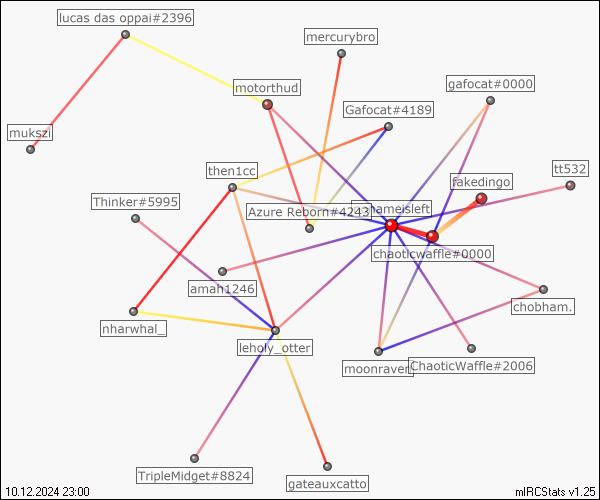 lucas das oppai#2396
mercurybro
motorthud
gafocat#0000
Gafocat#4189
mukszi
then1cc
tt532
fakedingo
Thinker#5995
Azure Reborn#4243
nameisleft
chaoticwaffle#0000
amah1246
chobham.
nharwhal_
leholy_otter
moonraven
ChaoticWaffle#2006
TripleMidget#8824
gateauxcatto
10.12.2024 23:00
mIRCStats v1.25